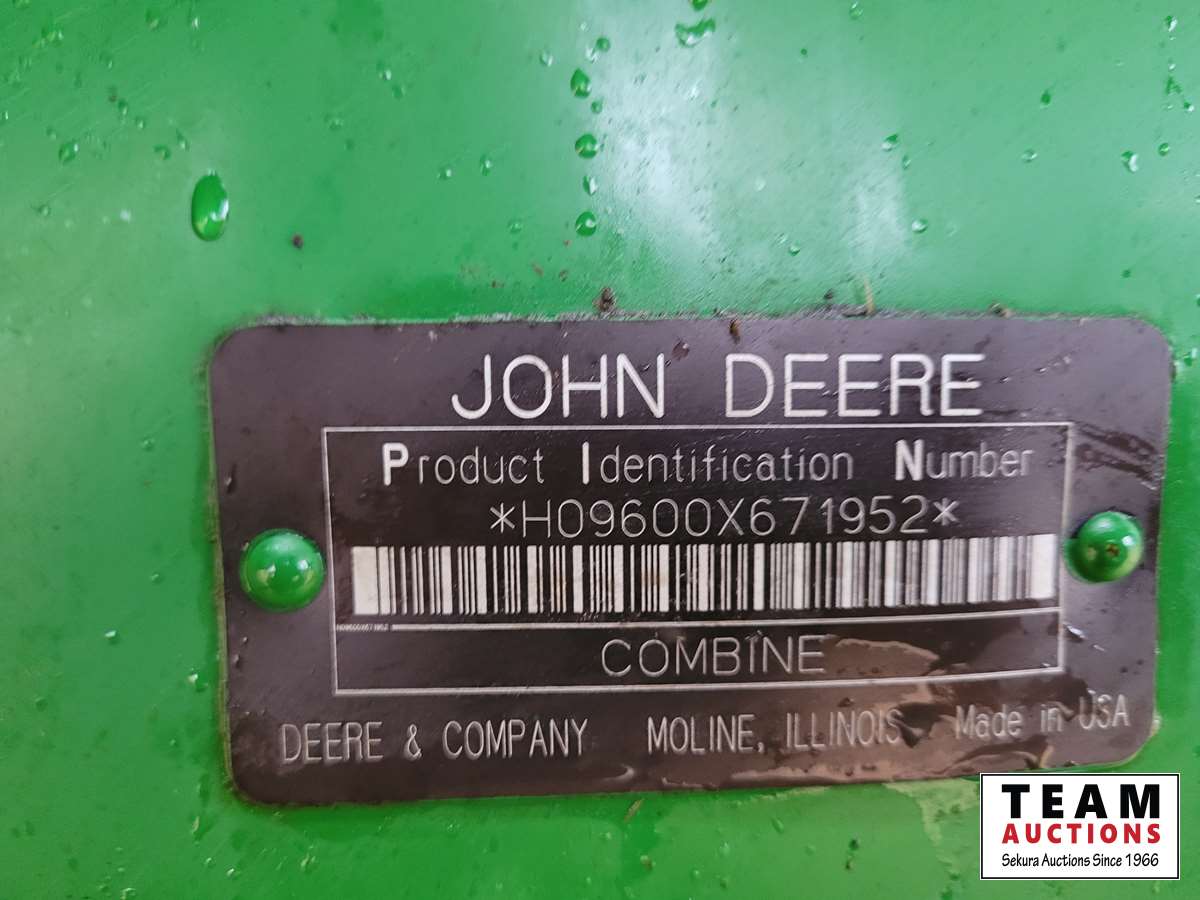 JOHN DEERE
Product Identification Number
*H09600X671952*
H09600X671952
COMBINE
DEERE & COMPANY MOLINE, ILLINOIS Made in USA
TEAM
AUCTIONS
Sekura Auctions Since 1966